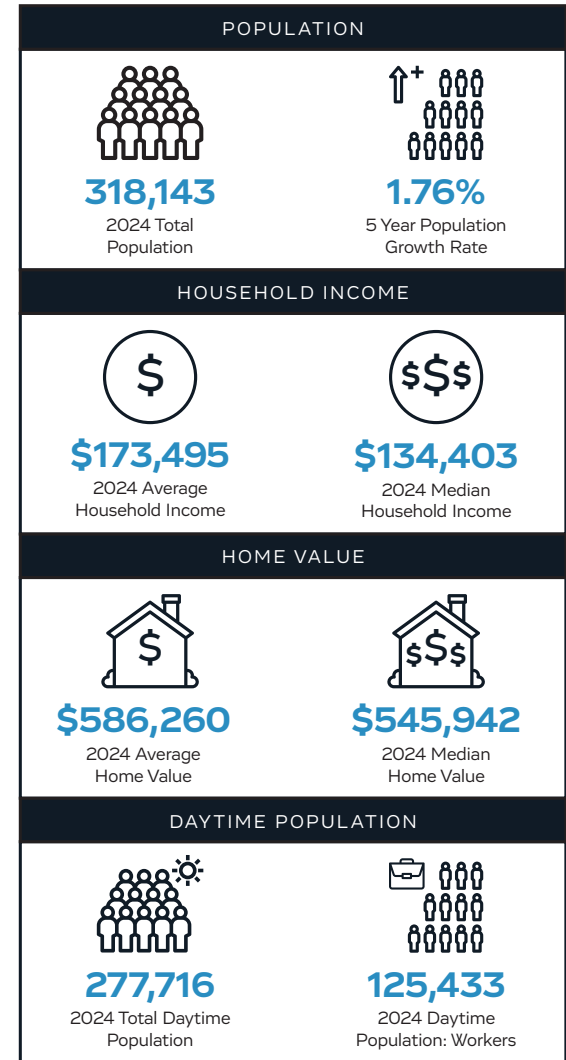 POPULATION
318,143
2024 Total
Population
1.76%
5 Year Population
Growth Rate
HOUSEHOLD INCOME
$
$173,495
2024 Average
Household Income
$$$
$134,403
2024 Median
Household Income
HOME VALUE
$
$586,260
2024 Average
Home Value
$$$
$545,942
2024 Median
Home Value
DAYTIME POPULATION
277,716
2024 Total Daytime
Population
125,433
2024 Daytime
Population: Workers